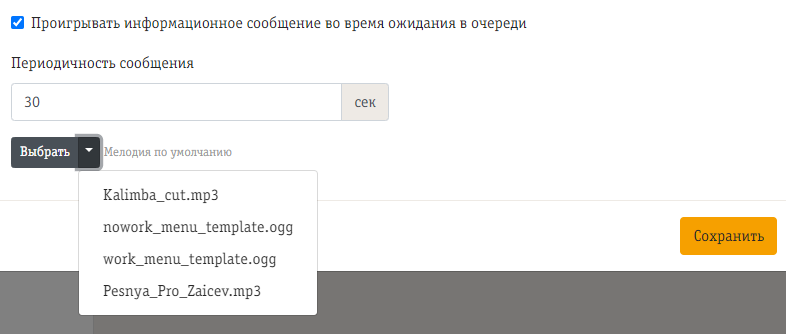 Проигрывать информационное сообщение во время ожидания в очереди
Периодичность сообщения
30 сек
Выбрать Мелодия по умолчанию
Kalimba_cut.mp3
nowork_menu_template.ogg
Сохранить
work_menu_template.ogg
Pesnya_Pro_Zaicev.mp3